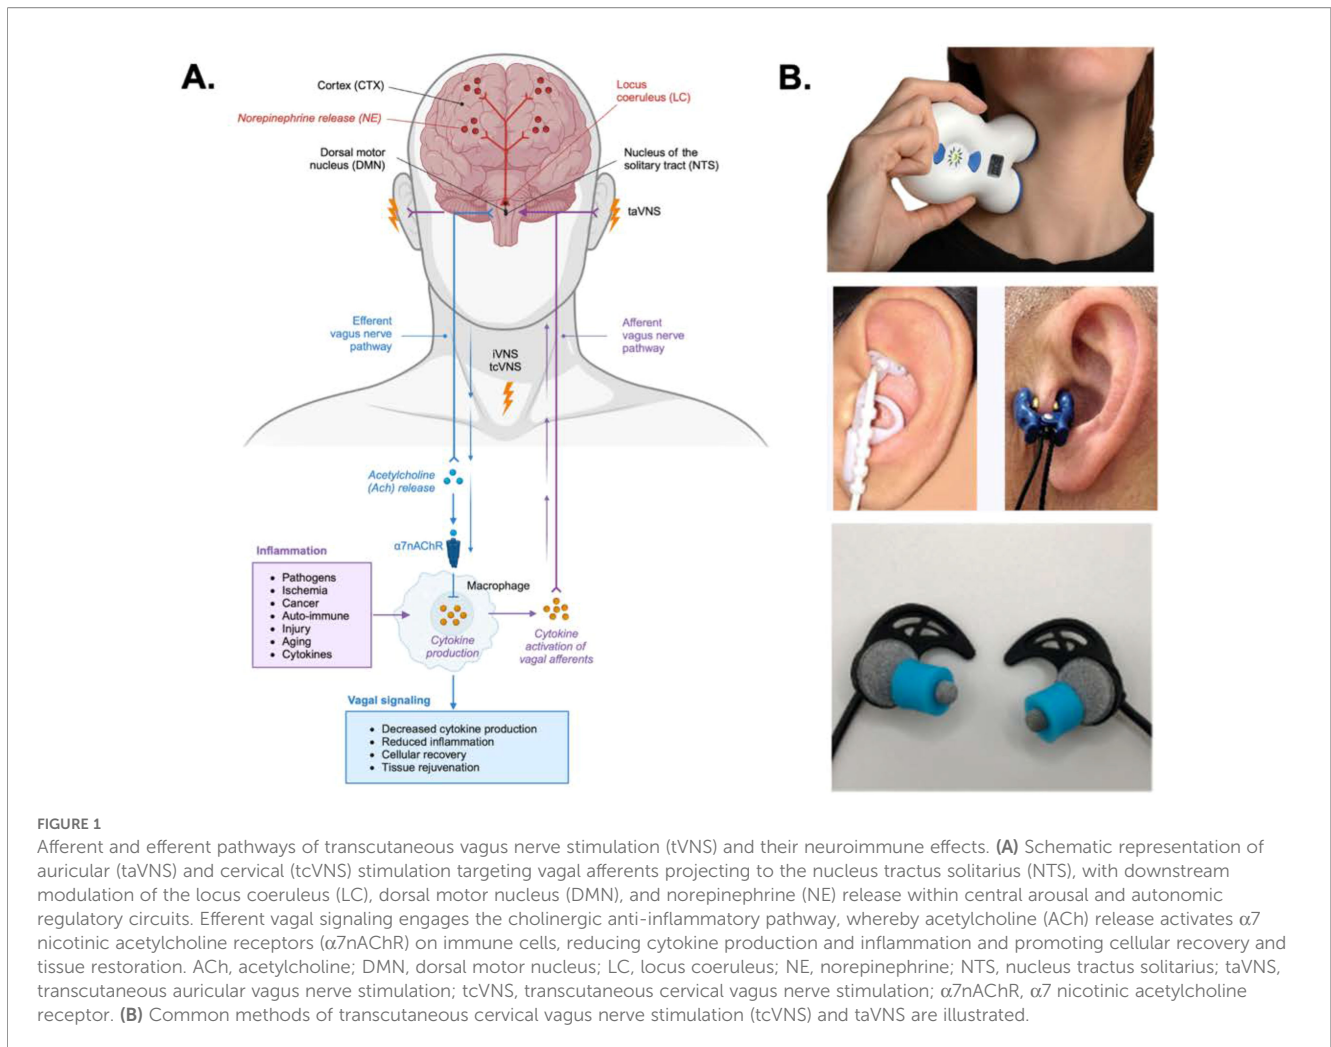 A.
B.
Cortex (CTX)
Norepinephrine release (NE)
Dorsal motor
nucleus (DMN)
Locus
coeruleus (LC)
Nucleus of the
solitary tract (NTS)
taVNS
Efferent
vagus nerve
pathway
iVNS
tcVNS
Afferent
vagus nerve
pathway
Acetylcholine
(Ach) release
α7nAChR
Macrophage
Inflammation
• Pathogens
• Ischemia
• Cancer
• Auto-immune
• Injury
• Aging
• Cytokines
Cytokine
production
Cytokine
activation of
vagal afferents
Vagal signaling
• Decreased cytokine production
• Reduced inflammation
• Cellular recovery
• Tissue rejuvenation
FIGURE 1
Afferent and efferent pathways of transcutaneous vagus nerve stimulation (tVNS) and their neuroimmune effects. (A) Schematic representation of
auricular (taVNS) and cervical (tcVNS) stimulation targeting vagal afferents projecting to the nucleus tractus solitarius (NTS), with downstream
modulation of the locus coeruleus (LC), dorsal motor nucleus (DMN), and norepinephrine (NE) release within central arousal and autonomic
regulatory circuits. Efferent vagal signaling engages the cholinergic anti-inflammatory pathway, whereby acetylcholine (ACh) release activates α7
nicotinic acetylcholine receptors (α7nAChR) on immune cells, reducing cytokine production and inflammation and promoting cellular recovery and
tissue restoration. ACh, acetylcholine; DMN, dorsal motor nucleus; LC, locus coeruleus; NE, norepinephrine; NTS, nucleus tractus solitarius; taVNS,
transcutaneous auricular vagus nerve stimulation; tcVNS, transcutaneous cervical vagus nerve stimulation; α7nAChR, α7 nicotinic acetylcholine
receptor. (B) Common methods of transcutaneous cervical vagus nerve stimulation (tcVNS) and taVNS are illustrated.